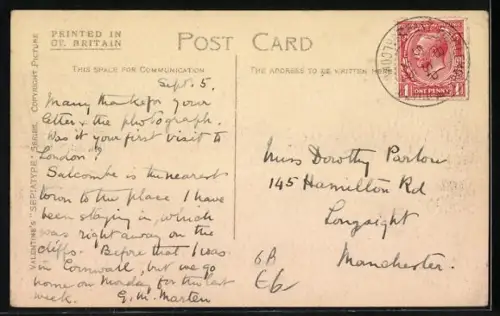 PRINTED IN
GT. BRITAIN
POST CARD
THIS SPACE FOR COMMUNICATION
THE ADDRESS TO BE WRITTEN HERE
VALENTINE'S "SEPIATYPE" SERIES. COPYRIGHT PICTURE
ONE PENNY
Sept. 5.
Many thanks for your
letter & the photograph.
Was it your first visit to
London?
Salcombe is the nearest
town to the place I have
been staying in, which
was right away on the
cliffs. Before that I was
in Cornwall, but we go
home on Monday for the last
week. G. M. Marten
Miss Dorothy Parlow
145 Hamilton Rd
Longsight
Manchester.
6A
£6-